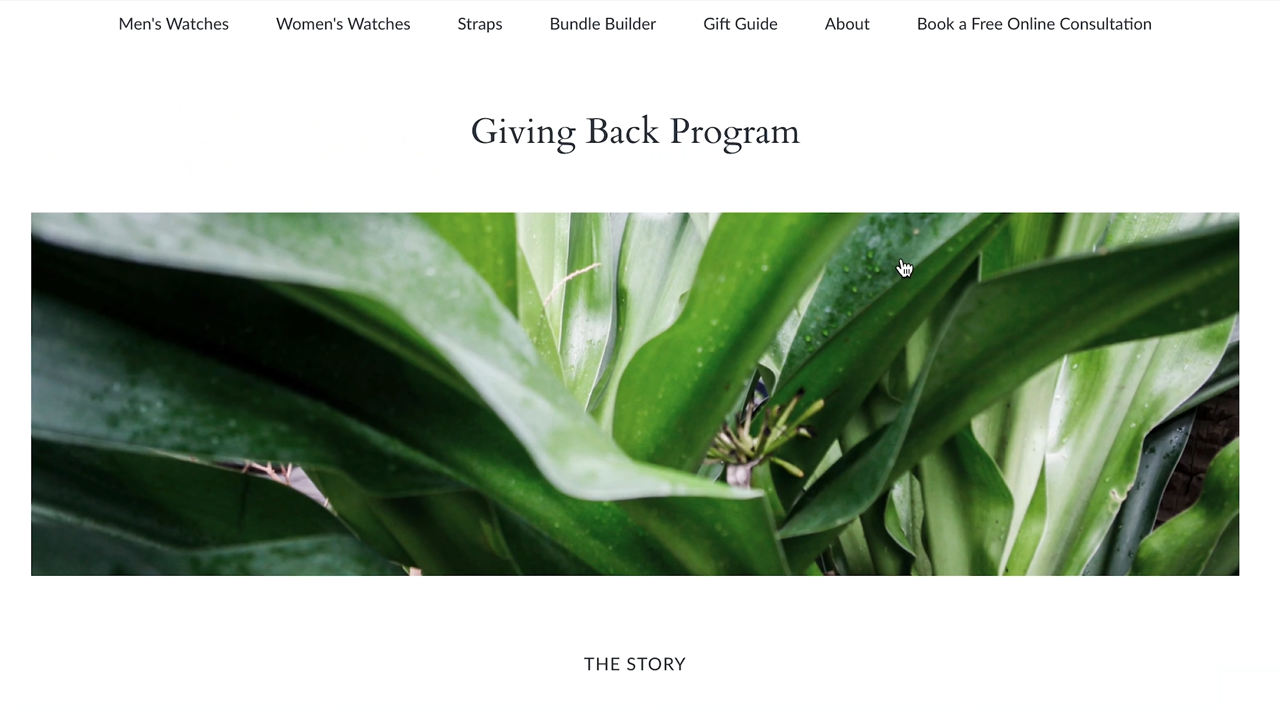 Men's Watches Women's Watches Straps Bundle Builder Gift Guide About Book a Free Online Consultation
Giving Back Program
THE STORY